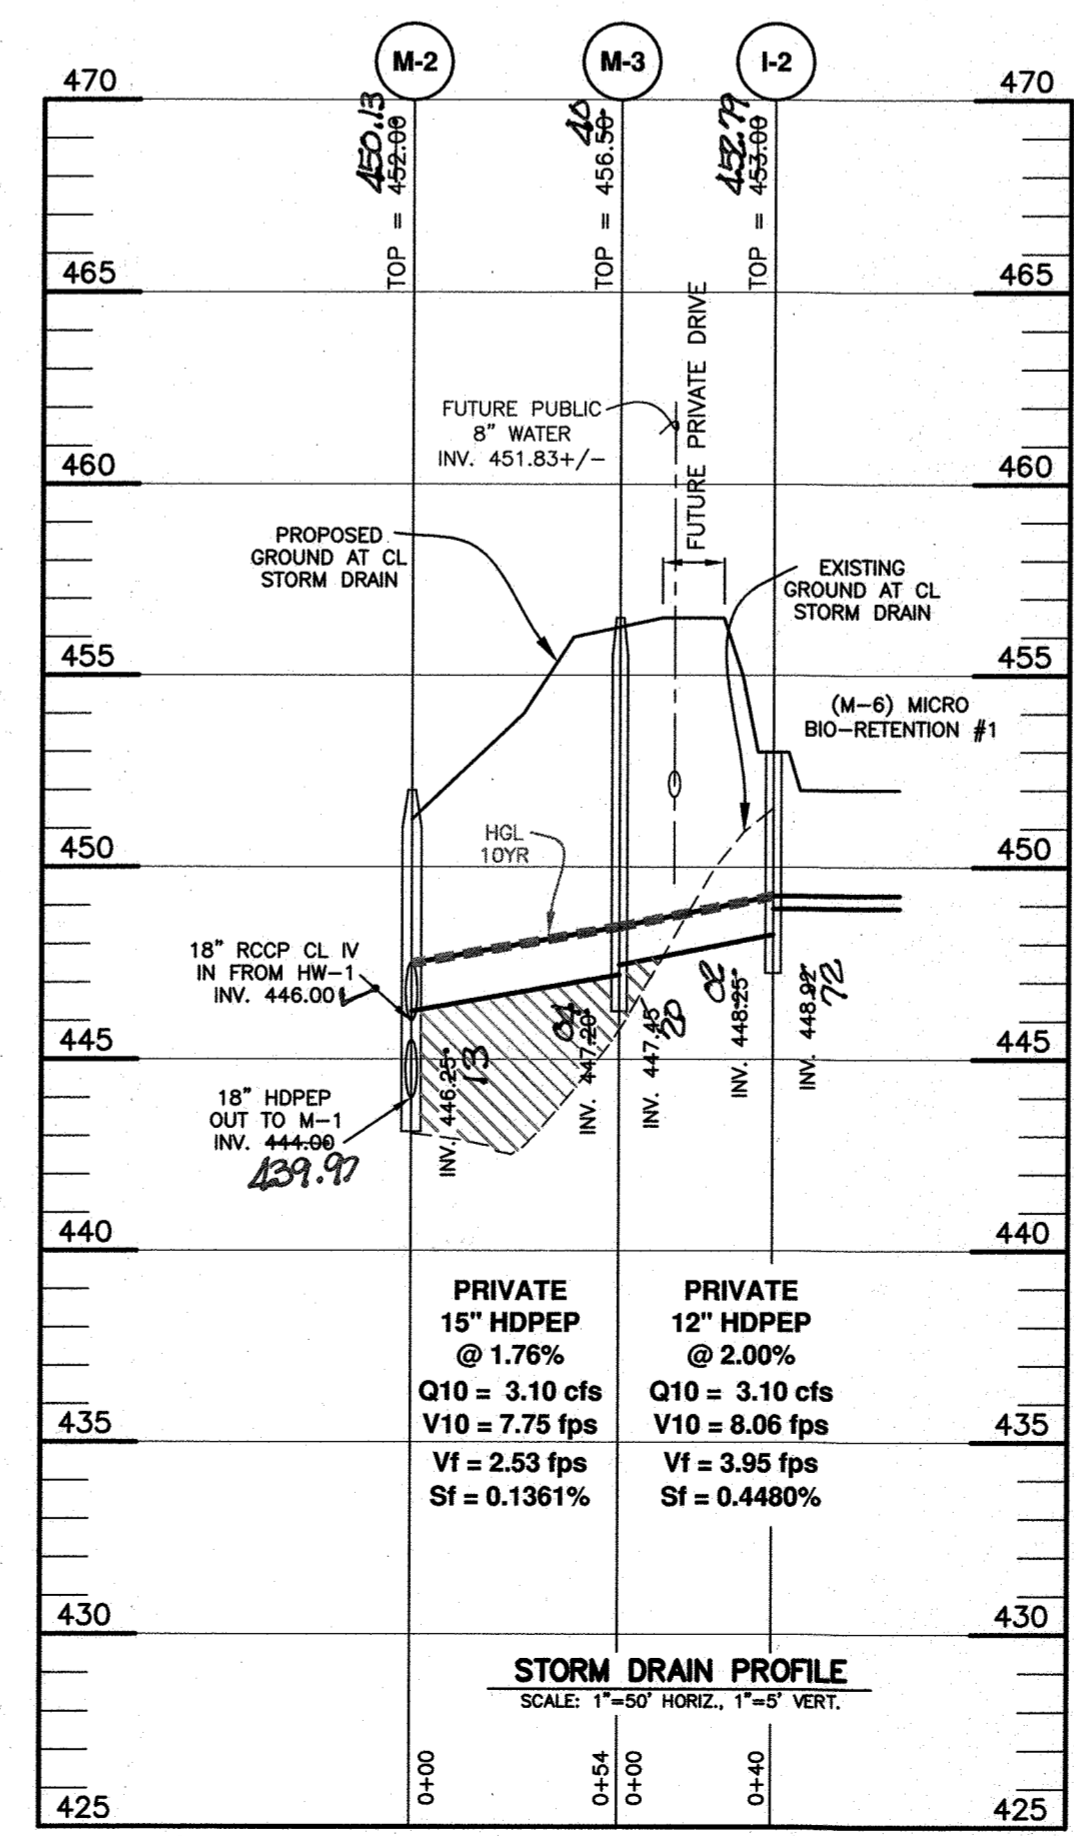 M-2
M-3
I-2
470
470
450.13
TOP = 452.00
40
TOP = 456.50
452.79
TOP = 453.00
465
465
FUTURE PRIVATE DRIVE
FUTURE PUBLIC
8" WATER
INV. 451.83+/-
460
460
PROPOSED
GROUND AT CL
STORM DRAIN
EXISTING
GROUND AT CL
STORM DRAIN
455
455
(M-6) MICRO
BIO-RETENTION #1
HGL
10YR
450
450
18" RCCP CL IV
IN FROM HW-1
INV. 446.00
445
445
INV. 446.25
13
04
INV. 447.20
INV. 447.45
20
02
INV. 448.25
INV. 448.92
72
18" HDPEP
OUT TO M-1
INV. 444.00
439.97
440
440
PRIVATE
15" HDPEP
@ 1.76%
Q10 = 3.10 cfs
V10 = 7.75 fps
Vf = 2.53 fps
Sf = 0.1361%
PRIVATE
12" HDPEP
@ 2.00%
Q10 = 3.10 cfs
V10 = 8.06 fps
Vf = 3.95 fps
Sf = 0.4480%
435
435
430
430
STORM DRAIN PROFILE
SCALE: 1"=50' HORIZ., 1"=5' VERT.
0+00
0+54
0+00
0+40
425
425